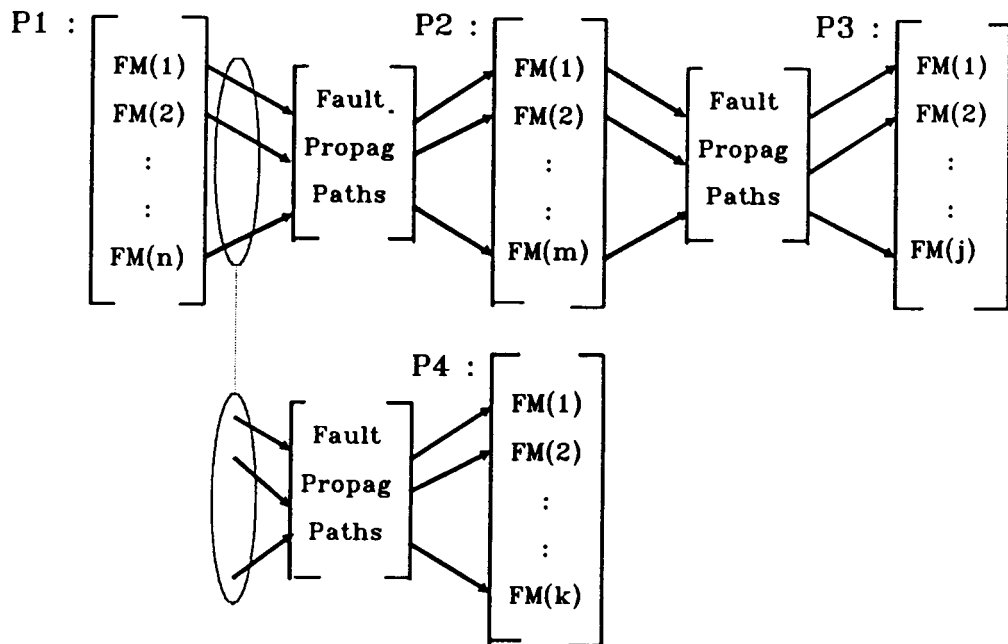 P1 :
FM(1)
FM(2)
:
:
FM(n)
Fault
Propag
Paths
P2 :
FM(1)
FM(2)
:
:
FM(m)
Fault
Propag
Paths
P3 :
FM(1)
FM(2)
:
:
FM(j)
Fault
Propag
Paths
P4 :
FM(1)
FM(2)
:
:
FM(k)